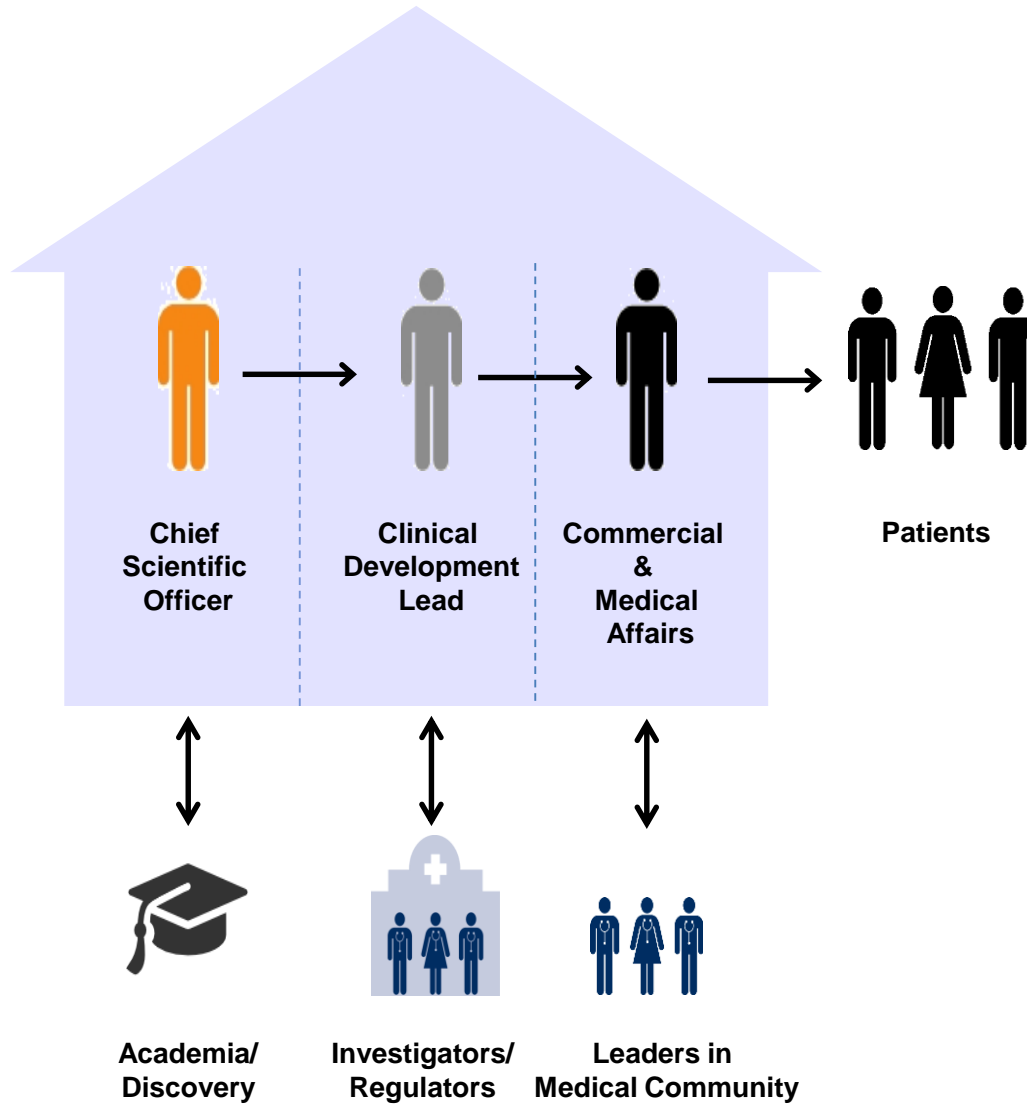 Chief
Scientific
Officer
Clinical
Development
Lead
Commercial
&
Medical
Affairs
Patients
Academia/
Discovery
Investigators/
Regulators
Leaders in
Medical Community